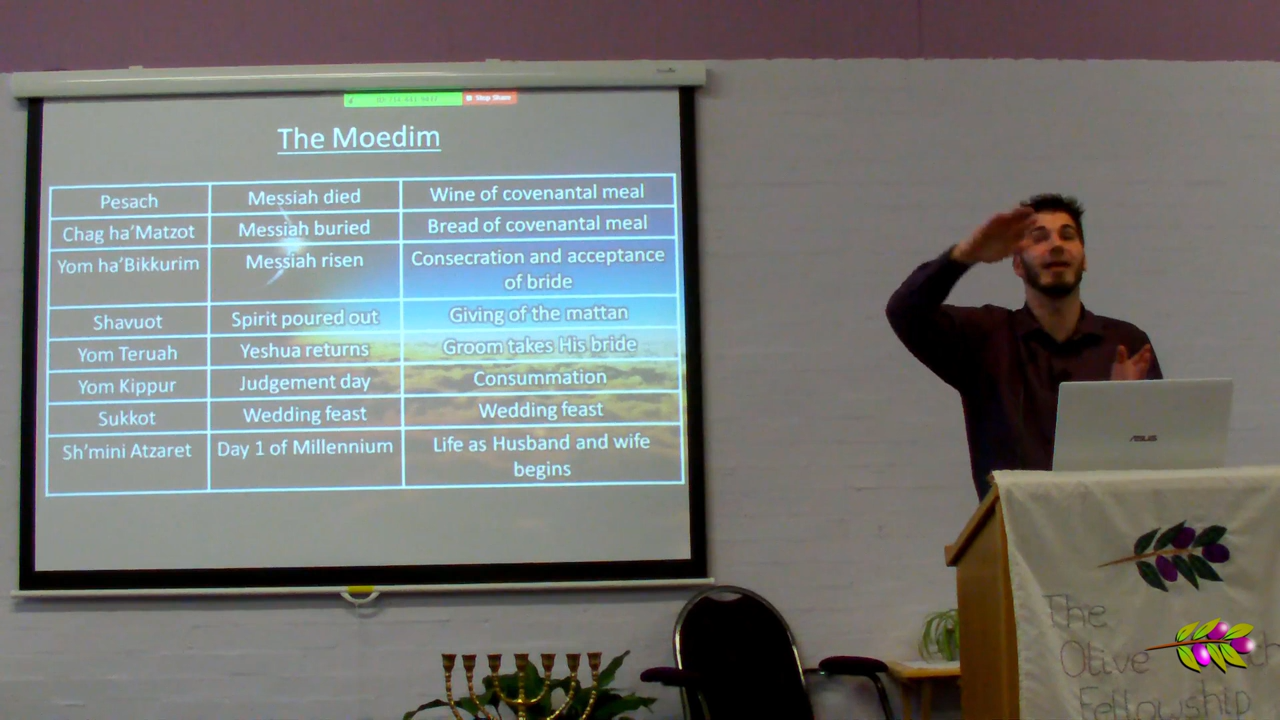 Stop Share
The Moedim
Pesach Messiah died Wine of covenantal meal
Chag ha'Matzot Messiah buried Bread of covenantal meal
Yom ha'Bikkurim Messiah risen Consecration and acceptance
of bride
Shavuot Spirit poured out Giving of the mattan
Yom Teruah Yeshua returns Groom takes His bride
Yom Kippur Judgement day Consummation
Sukkot Wedding feast Wedding feast
Sh'mini Atzaret Day 1 of Millennium Life as Husband and wife
begins
ASUS
The
Olive
Fellowship